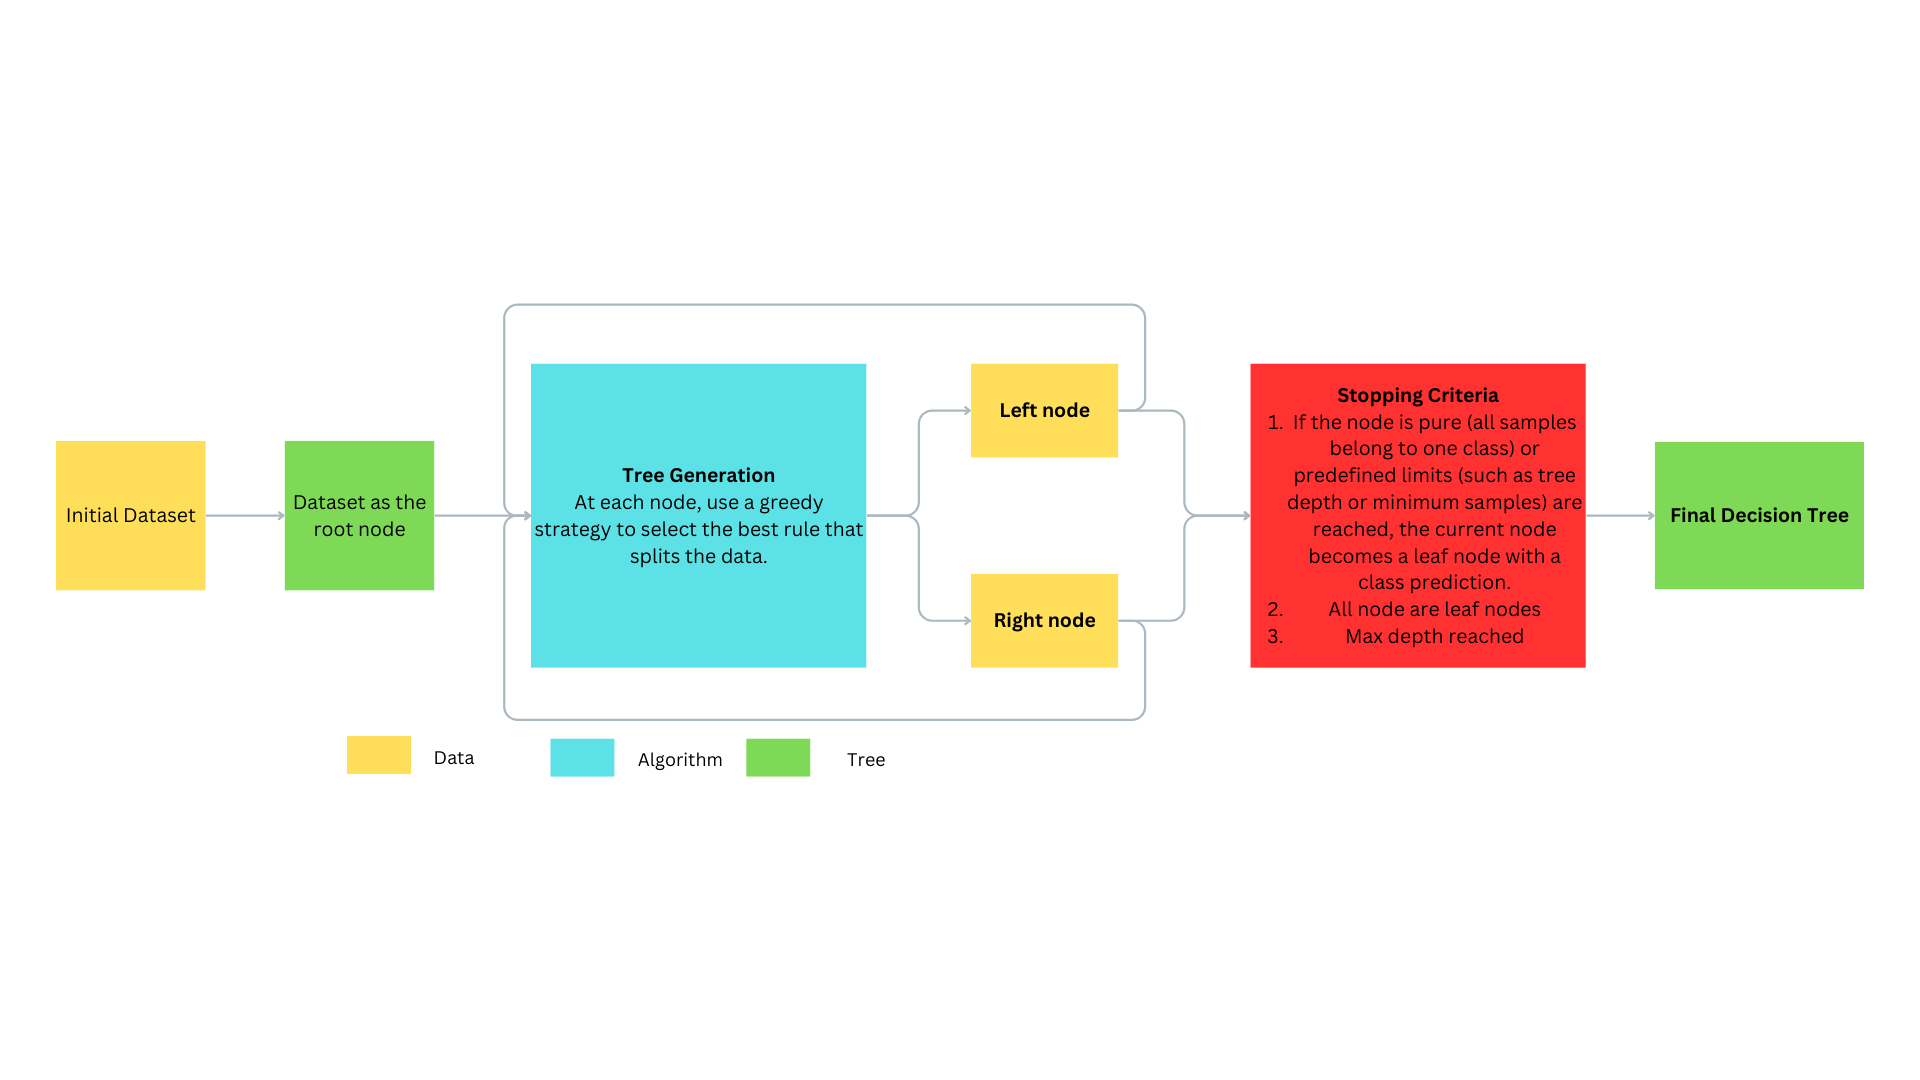 Initial Dataset
Dataset as the
root node
Tree Generation
At each node, use a greedy
strategy to select the best rule that
splits the data.
Left node
Right node
Stopping Criteria
1. If the node is pure (all samples
belong to one class) or
predefined limits (such as tree
depth or minimum samples) are
reached, the current node
becomes a leaf node with a
class prediction.
2. All node are leaf nodes
3. Max depth reached
Final Decision Tree
Data
Algorithm
Tree